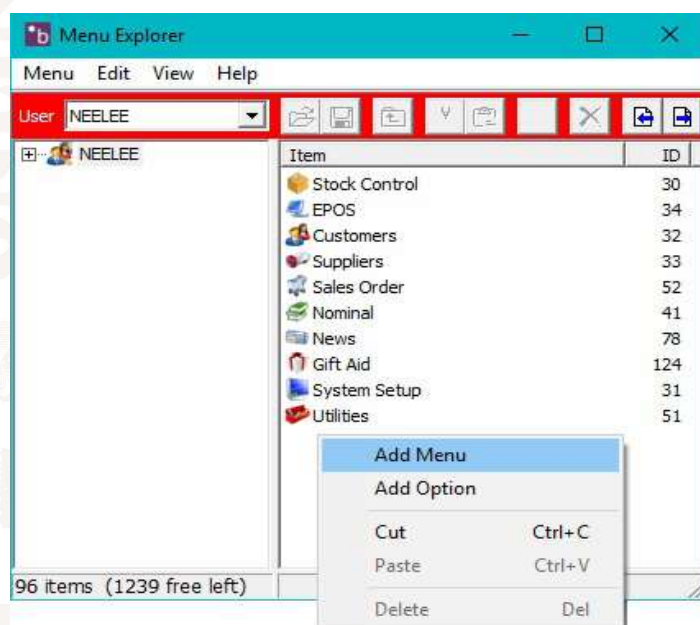 Menu Explorer
Menu Edit View Help
User NEELEE
NEELEE
Item ID
Stock Control 30
EPOS 34
Customers 32
Suppliers 33
Sales Order 52
Nominal 41
News 78
Gift Aid 124
System Setup 31
Utilities 51
Add Menu
Add Option
Cut Ctrl+C
Paste Ctrl+V
Delete Del
96 items (1239 free left)